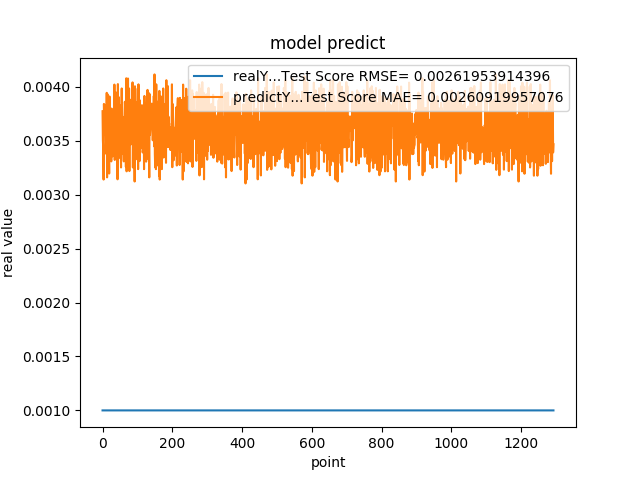 model predict
realY...Test Score RMSE= 0.00261953914396
predictY...Test Score MAE= 0.00260919957076
0.0040
0.0035
0.0030
0.0025
0.0020
0.0015
0.0010
real value
0 200 400 600 800 1000 1200
point